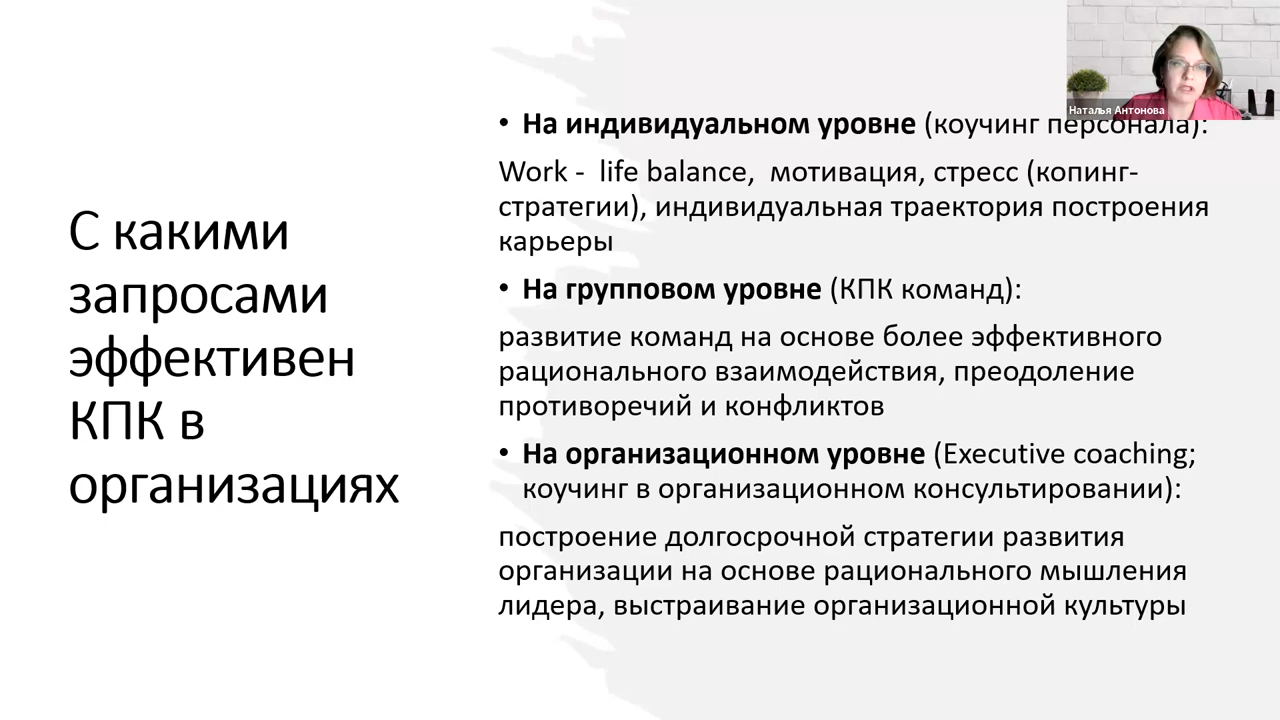 С какими
запросами
эффективен
КПК в
организациях
• На индивидуальном уровне (коучинг персонала):
Work - life balance, мотивация, стресс (копинг-
стратегии), индивидуальная траектория построения
карьеры
• На групповом уровне (КПК команд):
развитие команд на основе более эффективного
рационального взаимодействия, преодоление
противоречий и конфликтов
• На организационном уровне (Executive coaching;
коучинг в организационном консультировании):
построение долгосрочной стратегии развития
организации на основе рационального мышления
лидера, выстраивание организационной культуры
Наталья Антонова